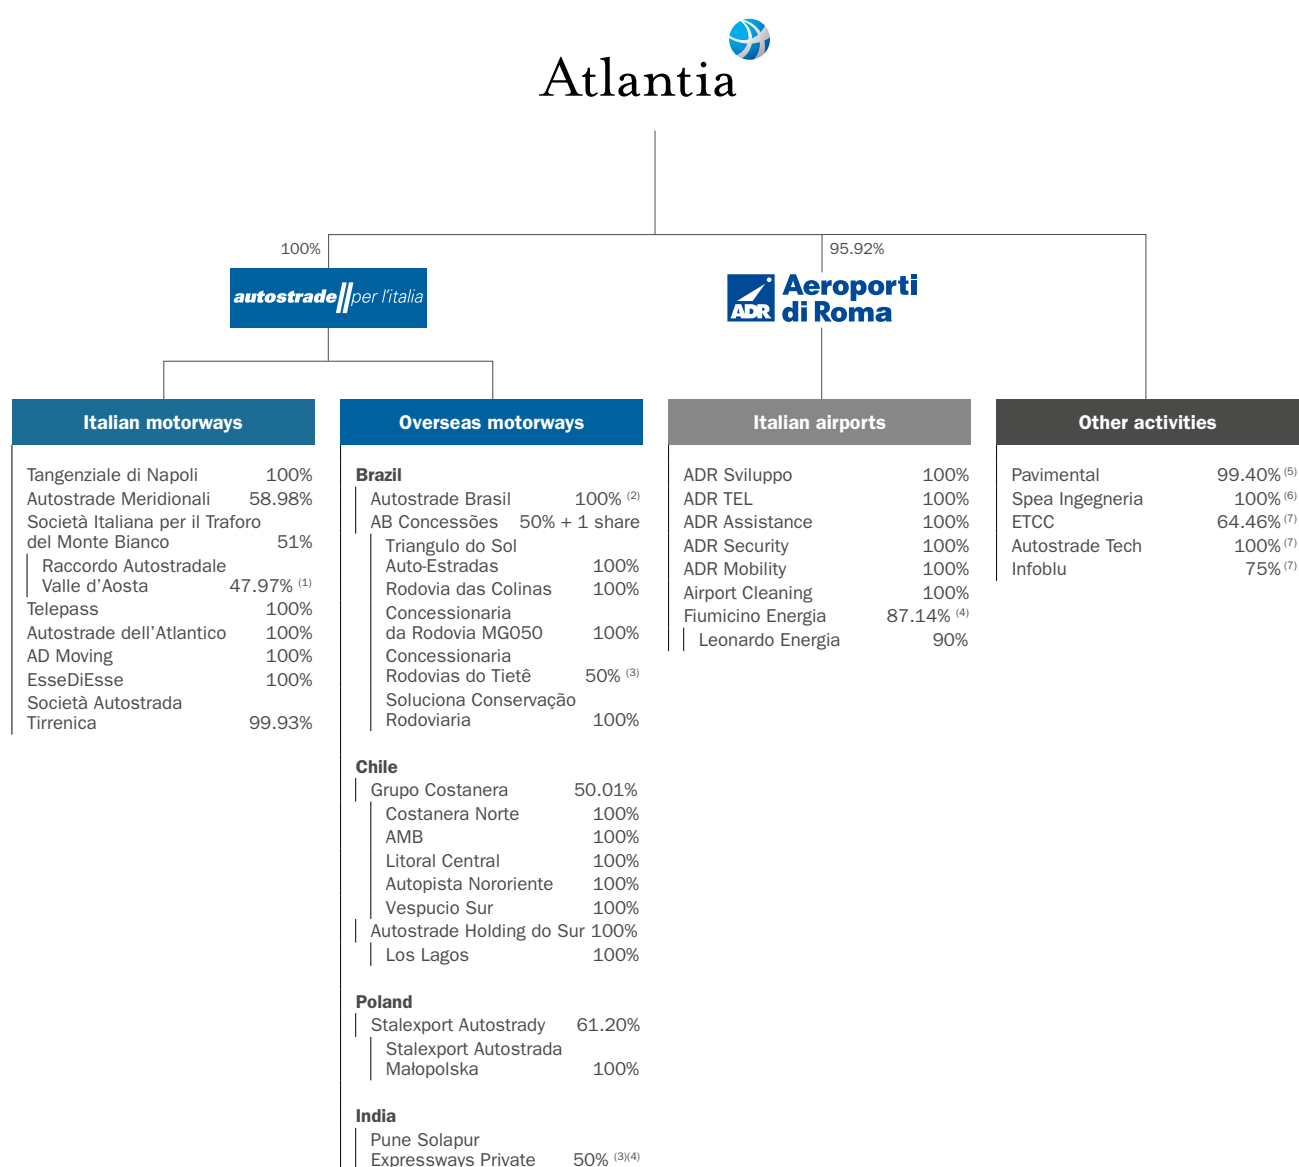 Atlantia
100%
95.92%
autostrade//per l'italia
ADR
Aeroporti
di Roma
Italian motorways
Tangenziale di Napoli 100%
Autostrade Meridionali 58.98%
Società Italiana per il Traforo
del Monte Bianco 51%
Raccordo Autostradale
Valle d'Aosta 47.97% (1)
Telepass 100%
Autostrade dell'Atlantico 100%
AD Moving 100%
EsseDiEsse 100%
Società Autostrada
Tirrenica 99.93%
Overseas motorways
Brazil
Autostrade Brasil 100% (2)
AB Concessões 50% + 1 share
Triangulo do Sol
Auto-Estradas 100%
Rodovia das Colinas 100%
Concessionaria
da Rodovia MG050 100%
Concessionaria
Rodovias do Tietê 50% (3)
Soluciona Conservação
Rodoviaria 100%
Chile
Grupo Costanera 50.01%
Costanera Norte 100%
AMB 100%
Litoral Central 100%
Autopista Nororiente 100%
Vespucio Sur 100%
Autostrade Holding do Sur 100%
Los Lagos 100%
Poland
Stalexport Autostrady 61.20%
Stalexport Autostrada
Małopolska 100%
India
Pune Solapur
Expressways Private 50% (3)(4)
Italian airports
ADR Sviluppo 100%
ADR TEL 100%
ADR Assistance 100%
ADR Security 100%
ADR Mobility 100%
Airport Cleaning 100%
Fiumicino Energia 87.14% (4)
Leonardo Energia 90%
Other activities
Pavimental 99.40% (5)
Spea Ingegneria 100% (6)
ETCC 64.46% (7)
Autostrade Tech 100% (7)
Infoblu 75% (7)